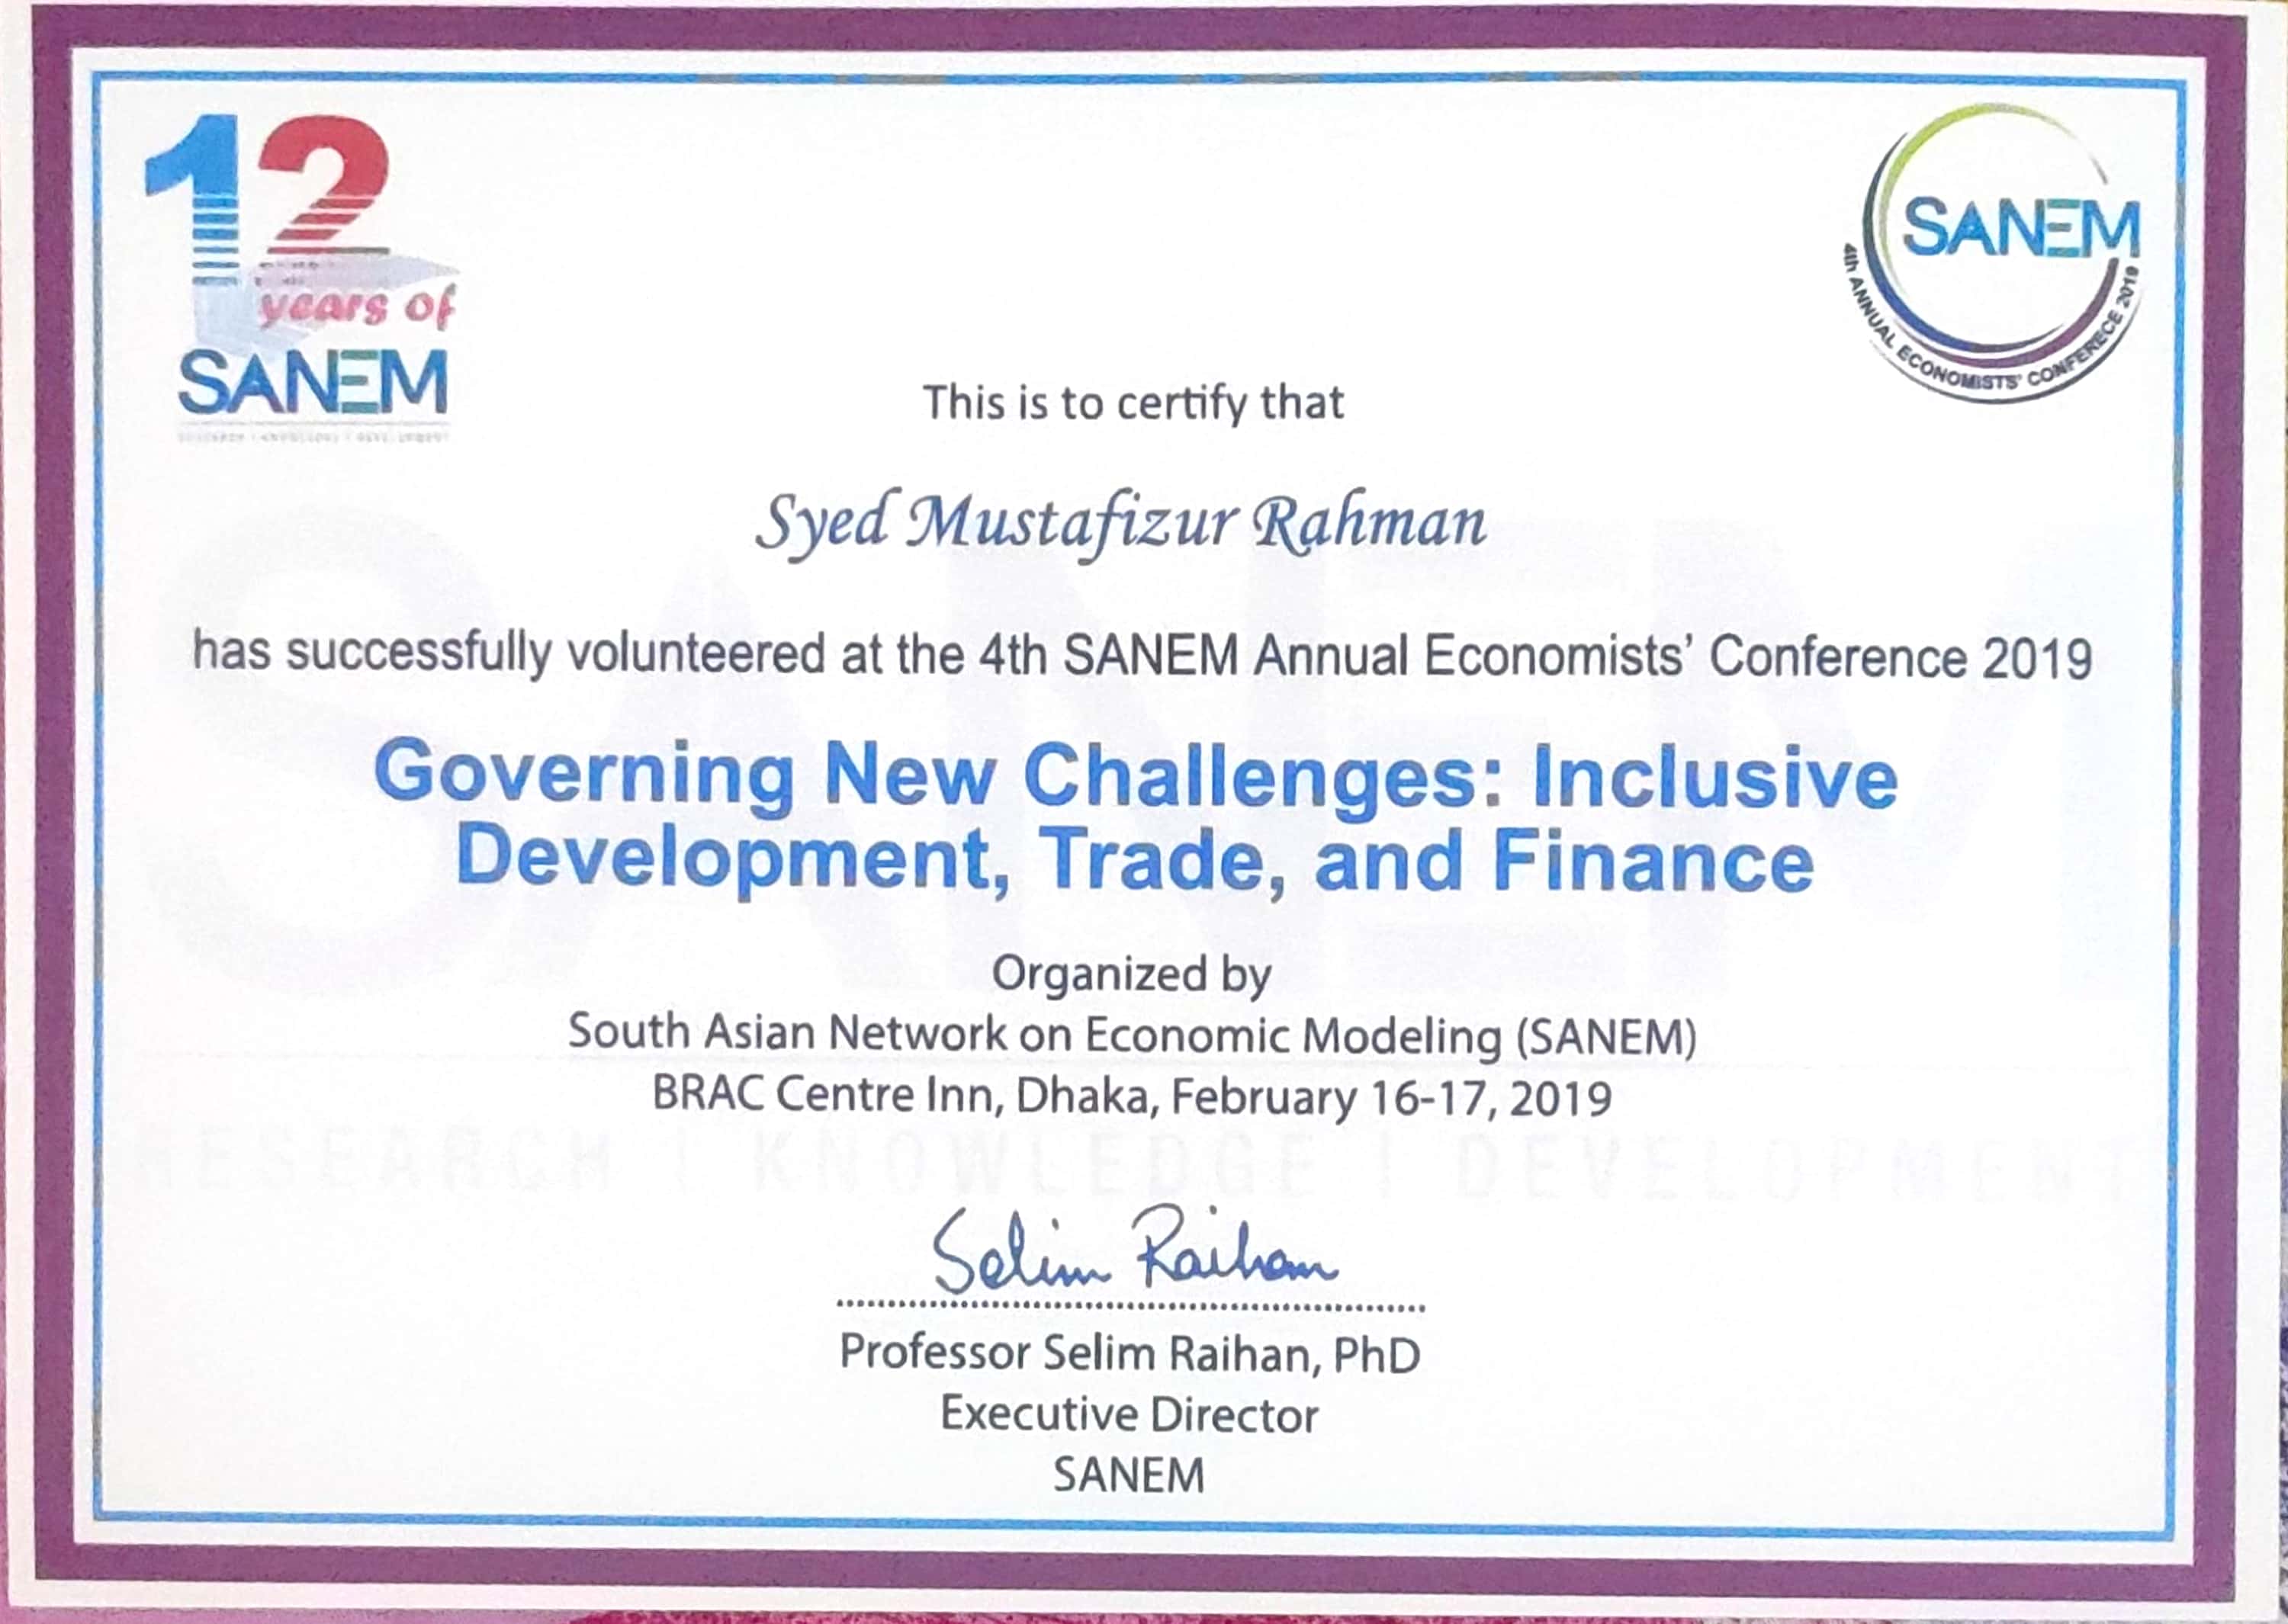 12
years of
SANEM
SANEM
4th ANNUAL ECONOMISTS' CONFERECE 2019
This is to certify that
Syed Mustafizur Rahman
has successfully volunteered at the 4th SANEM Annual Economists' Conference 2019
Governing New Challenges: Inclusive
Development, Trade, and Finance
Organized by
South Asian Network on Economic Modeling (SANEM)
BRAC Centre Inn, Dhaka, February 16-17, 2019
SANEM
RESEARCH | KNOWLEDGE | DEVELOPMENT
Selim Raihan
Professor Selim Raihan, PhD
Executive Director
SANEM